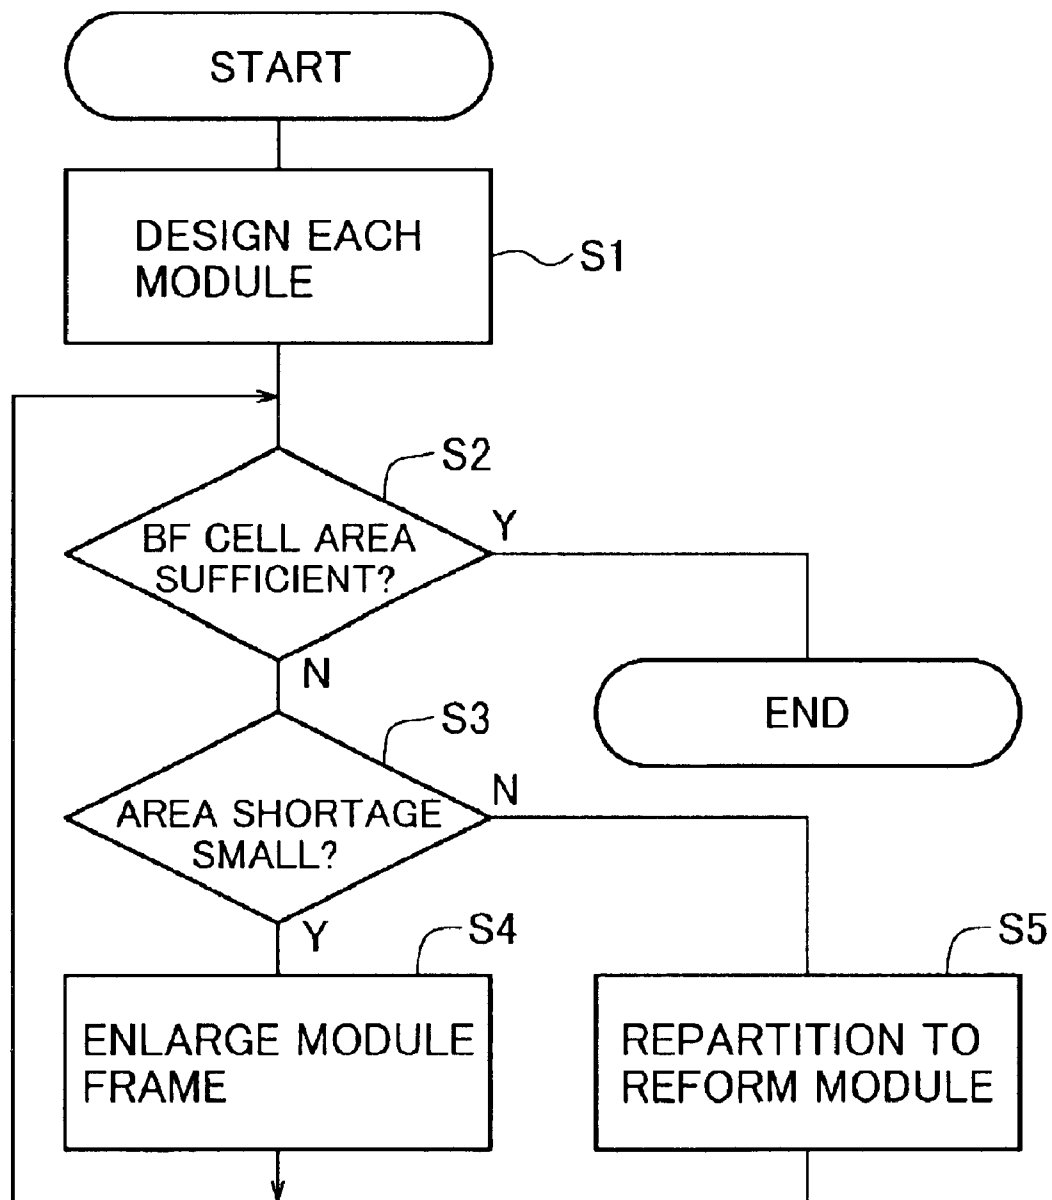 START
DESIGN EACH
MODULE
S1
S2
BF CELL AREA
SUFFICIENT?
Y
N
END
S3
AREA SHORTAGE
SMALL?
N
Y
S4
ENLARGE MODULE
FRAME
S5
REPARTITION TO
REFORM MODULE